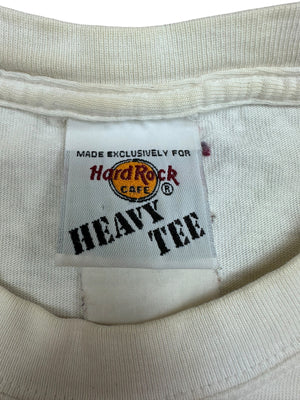 MADE EXCLUSIVELY FOR
Hard Rock
CAFE ®
HEAVY
TEE